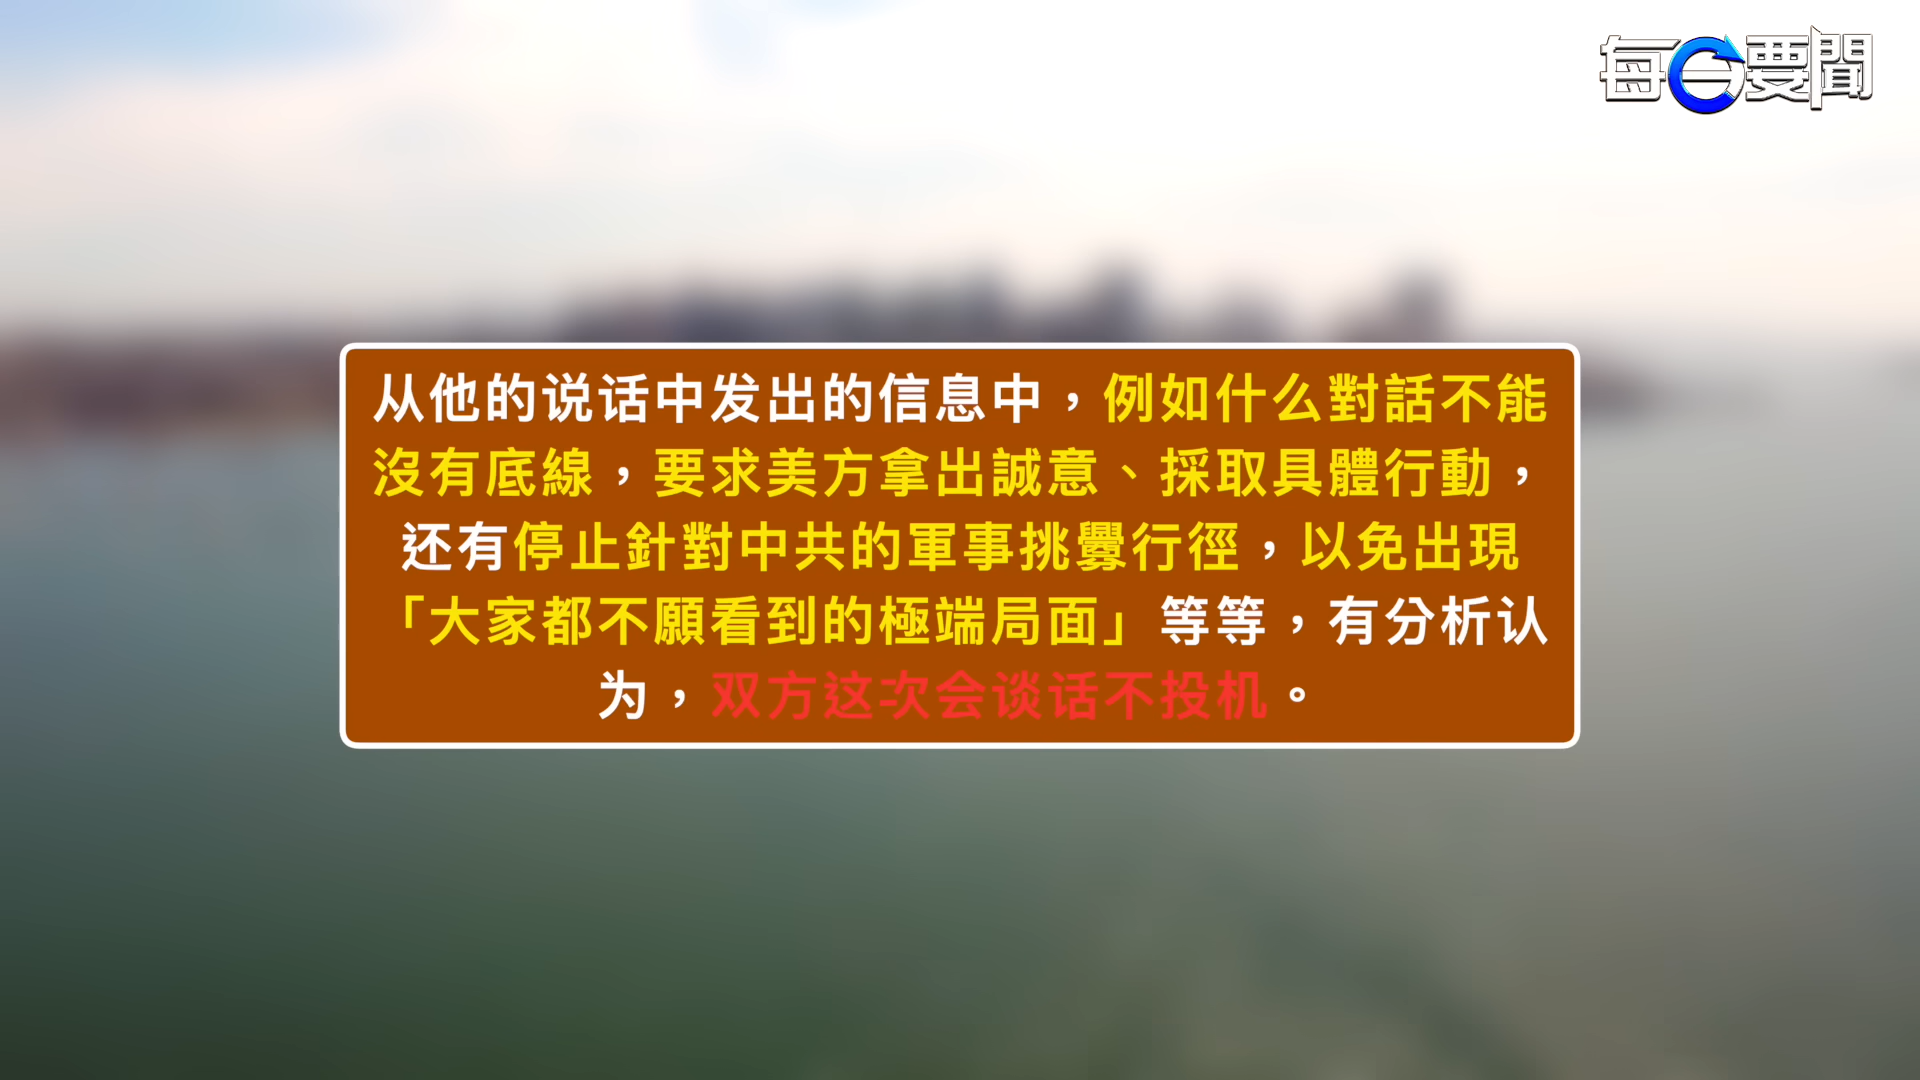 每日要聞
从他的说话中发出的信息中，例如什么對話不能
沒有底線，要求美方拿出誠意、採取具體行動，
还有停止針對中共的軍事挑釁行徑，以免出現
「大家都不願看到的極端局面」等等，有分析认
为，双方这次会谈话不投机。